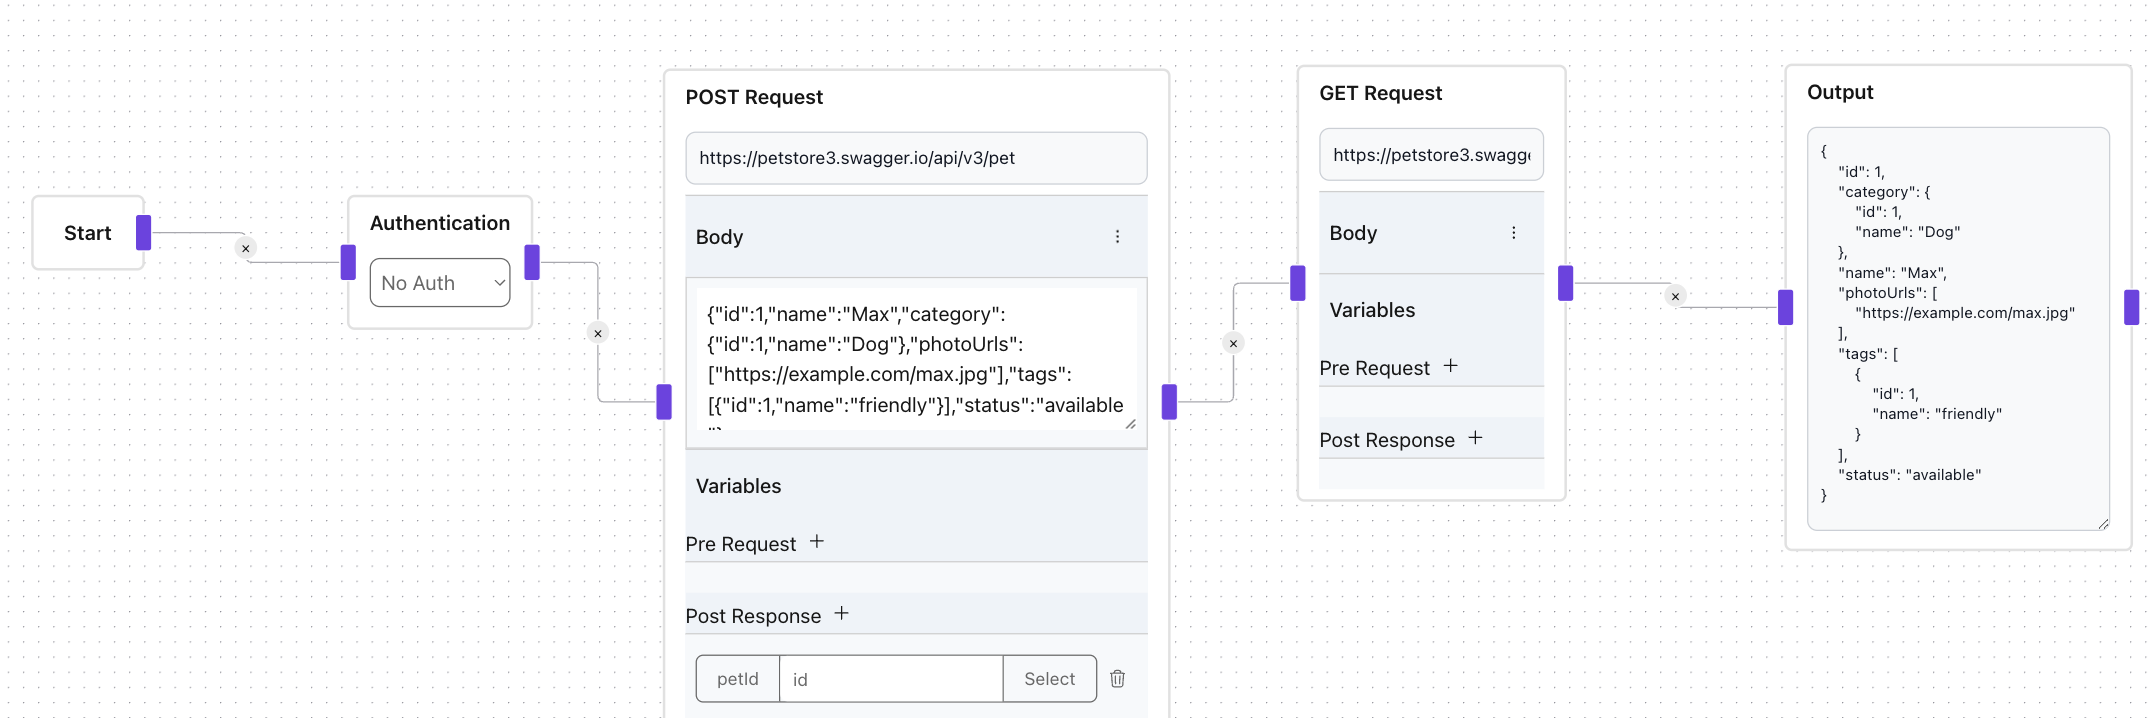 Start
Authentication
No Auth
POST Request
https://petstore3.swagger.io/api/v3/pet
Body
{"id":1,"name":"Max","category":
{"id":1,"name":"Dog"},"photoUrls":
["https://example.com/max.jpg"],"tags":
[{"id":1,"name":"friendly"}],"status":"available
"}
Variables
Pre Request +
Post Response +
petId id Select
GET Request
https://petstore3.swagge
Body
Variables
Pre Request +
Post Response +
Output
{
"id": 1,
"category": {
"id": 1,
"name": "Dog"
},
"name": "Max",
"photoUrls": [
"https://example.com/max.jpg"
],
"tags": [
{
"id": 1,
"name": "friendly"
}
],
"status": "available"
}